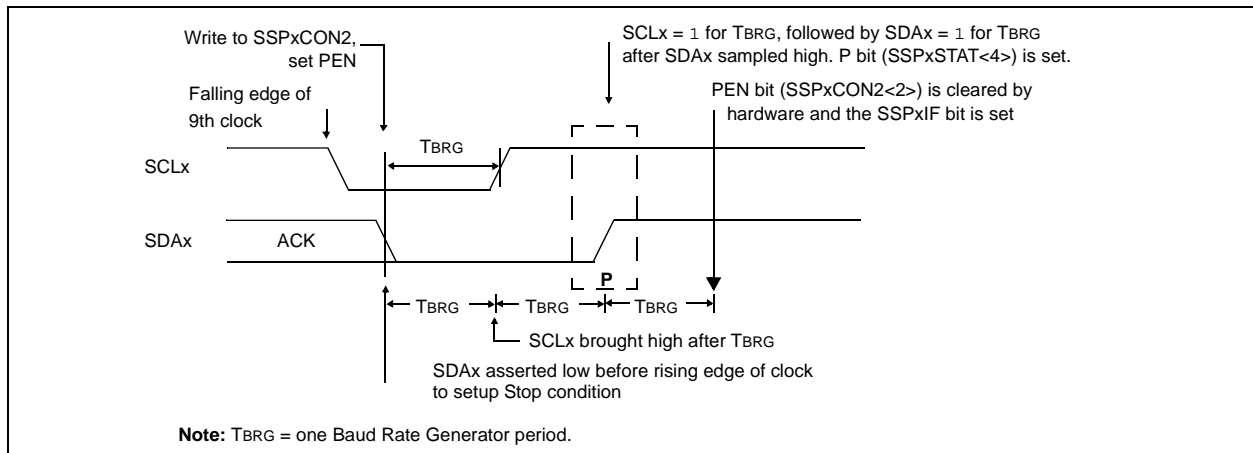 Write to SSPxCON2,
set PEN
SCLx = 1 for TBRG, followed by SDAx = 1 for TBRG
after SDAx sampled high. P bit (SSPxSTAT<4>) is set.
Falling edge of
9th clock
PEN bit (SSPxCON2<2>) is cleared by
hardware and the SSPxIF bit is set
TBRG
SCLx
SDAx
ACK
P
TBRG
TBRG
TBRG
SCLx brought high after TBRG
SDAx asserted low before rising edge of clock
to setup Stop condition
Note: TBRG = one Baud Rate Generator period.